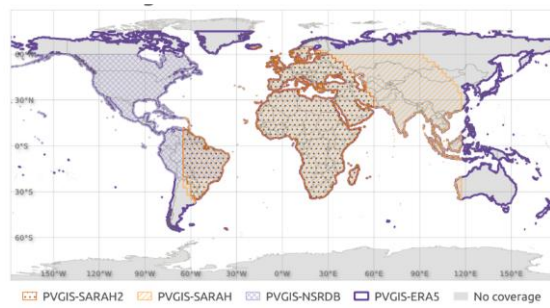 60°N
30°N
0°N
30°S
60°S
150°W 120°W 90°W 60°W 30°W 0°E 30°E 60°E 90°E 120°E 150°E
PVGIS-SARAH2 PVGIS-SARAH PVGIS-NSRDB PVGIS-ERA5 No coverage